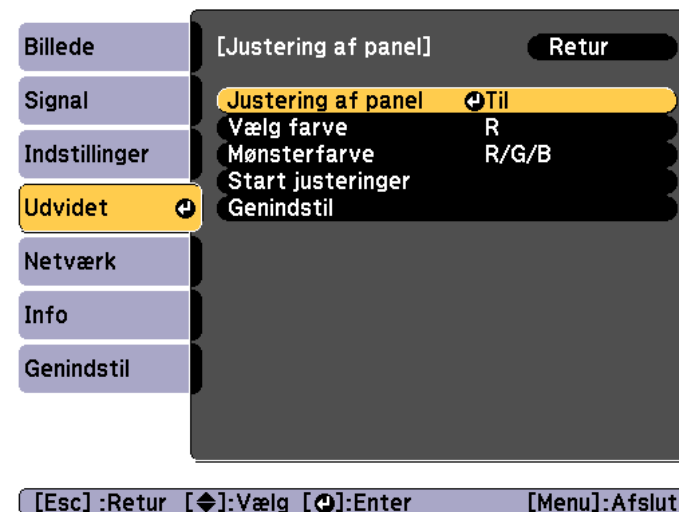 Billede
Signal
Indstillinger
Udvidet
Netværk
Info
Genindstil
[Justering af panel] Retur
Justering af panel Til
Vælg farve R
Mønsterfarve R/G/B
Start justeringer
Genindstil
[Esc] :Retur [◆]:Vælg [⏎]:Enter [Menu]:Afslut